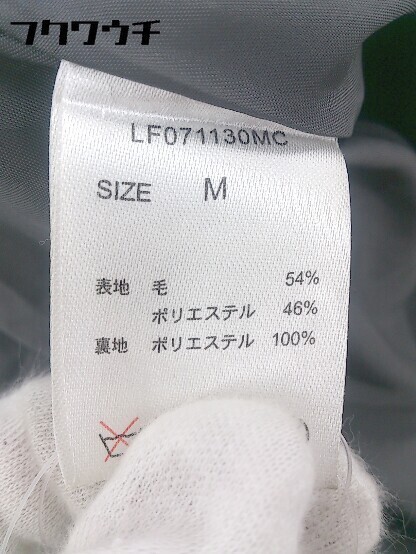 フクワウチ
LF071130MC
SIZE M
表地 毛 54%
ポリエステル 46%
裏地 ポリエステル 100%